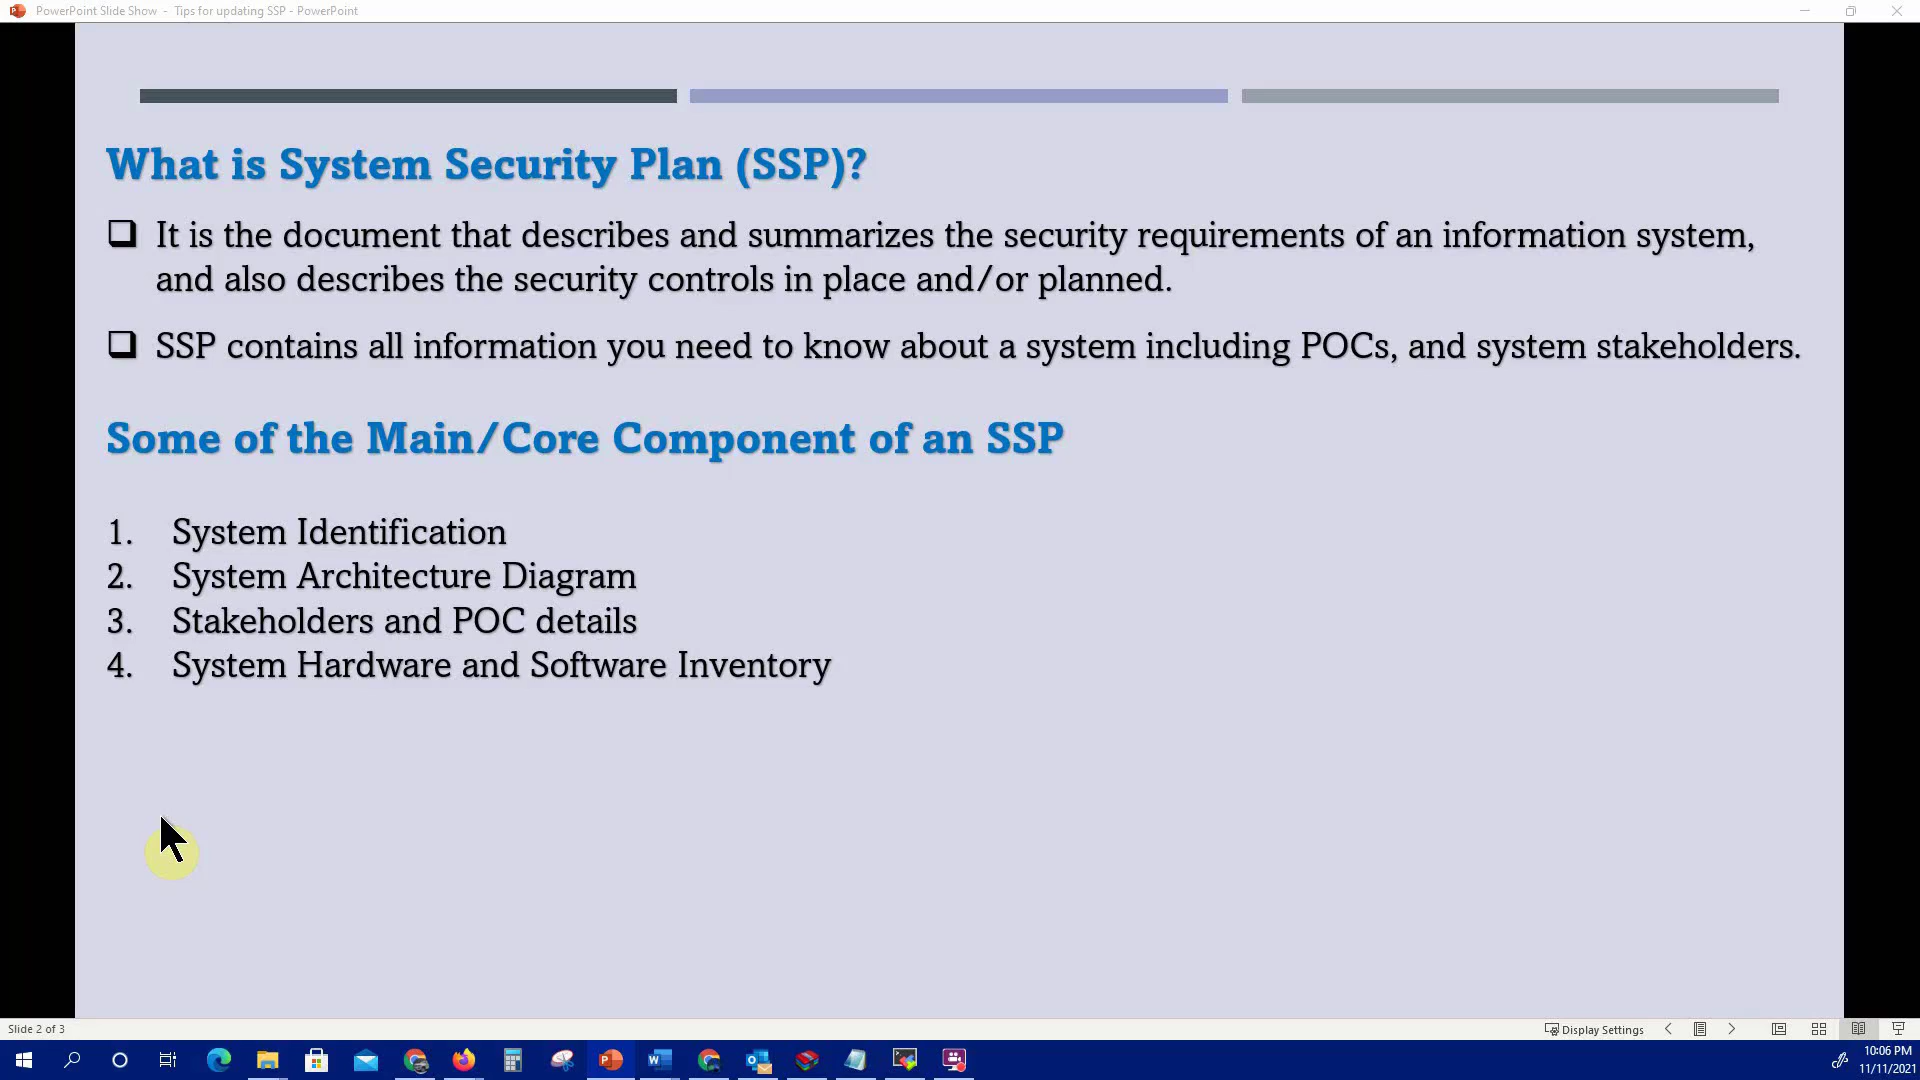 PowerPoint Slide Show - Tips for updating SSP - PowerPoint
What is System Security Plan (SSP)?
It is the document that describes and summarizes the security requirements of an information system,
and also describes the security controls in place and/or planned.
SSP contains all information you need to know about a system including POCs, and system stakeholders.
Some of the Main/Core Component of an SSP
1. System Identification
2. System Architecture Diagram
3. Stakeholders and POC details
4. System Hardware and Software Inventory
Slide 2 of 3
Display Settings
10:06 PM
11/11/2021